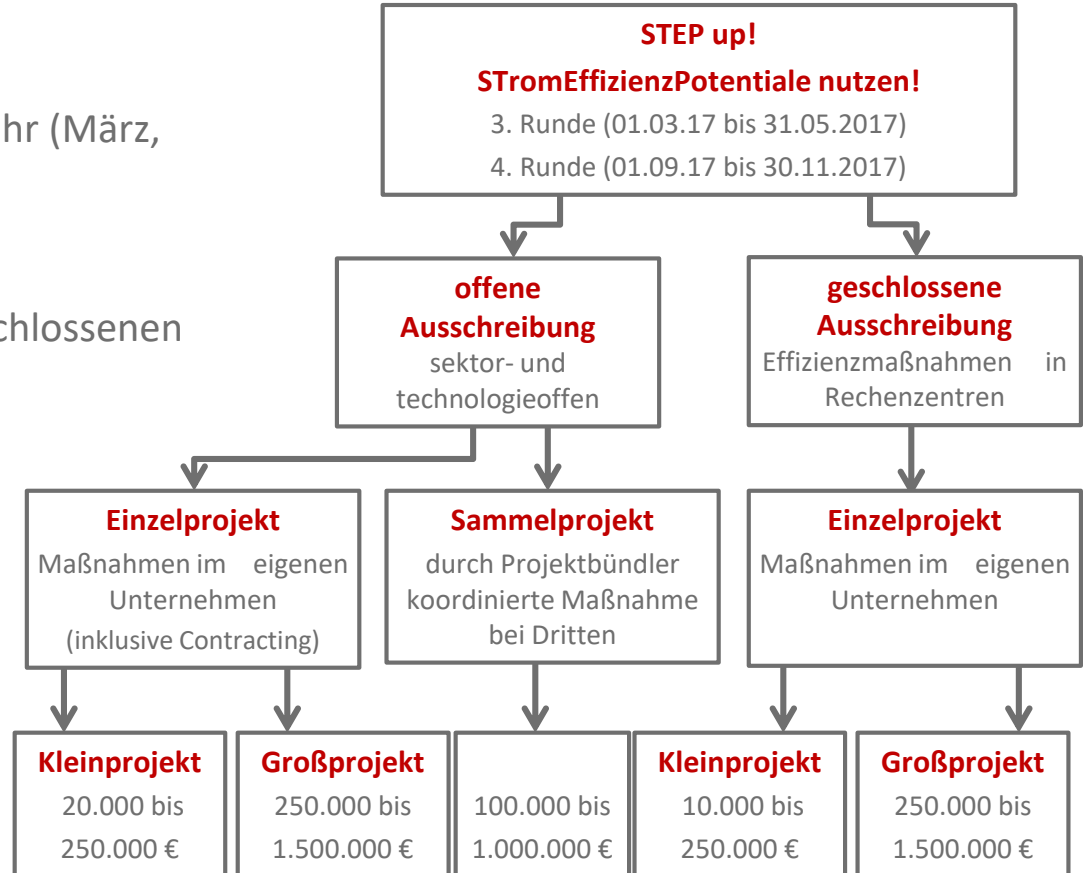 STEP up!
STromEffizienzPotentiale nutzen!
3. Runde (01.03.17 bis 31.05.2017)
4. Runde (01.09.17 bis 30.11.2017)
hr (März,
chlossenen
offene
Ausschreibung
sektor- und
technologieoffen
geschlossene
Ausschreibung
Effizienzmaßnahmen in
Rechenzentren
Einzelprojekt
Maßnahmen im eigenen
Unternehmen
(inklusive Contracting)
Sammelprojekt
durch Projektbündler
koordinierte Maßnahme
bei Dritten
Einzelprojekt
Maßnahmen im eigenen
Unternehmen
Kleinprojekt
20.000 bis
250.000 €
Großprojekt
250.000 bis
1.500.000 €
100.000 bis
1.000.000 €
Kleinprojekt
10.000 bis
250.000 €
Großprojekt
250.000 bis
1.500.000 €